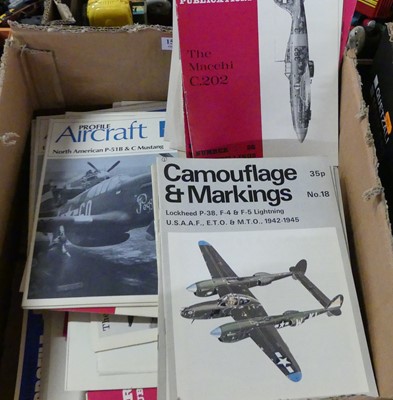 PUBLICATIONS
The Macchi
C.202
PROFILE
Aircraft
North American P-51B & C Mustang
Camouflage
& Markings
35p
No.18
Lockheed P-38, F-4 & F-5 Lightning
U.S.A.A.F., E.T.O. & M.T.O., 1942-1945